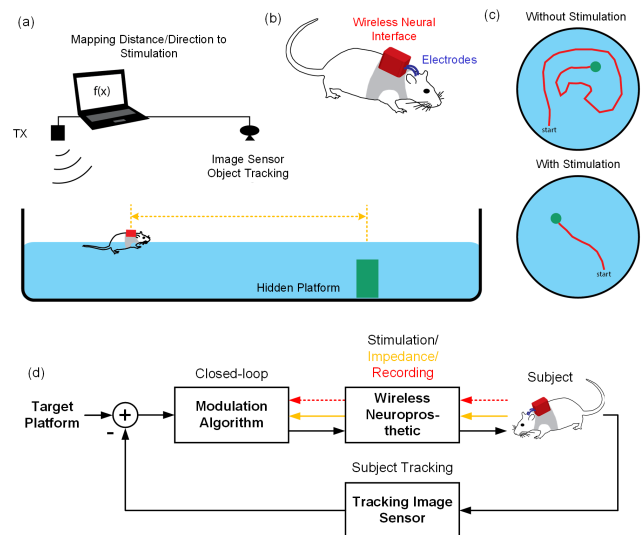 (a)
Mapping Distance/Direction to
Stimulation
f(x)
TX
Image Sensor
Object Tracking
Hidden Platform
(b)
Wireless Neural
Interface
Electrodes
(c)
Without Stimulation
start
With Stimulation
start
(d)
Target
Platform
+
-
Closed-loop
Modulation
Algorithm
Stimulation/
Impedance/
Recording
Wireless
Neuropros-
thetic
Subject
Subject Tracking
Tracking Image
Sensor